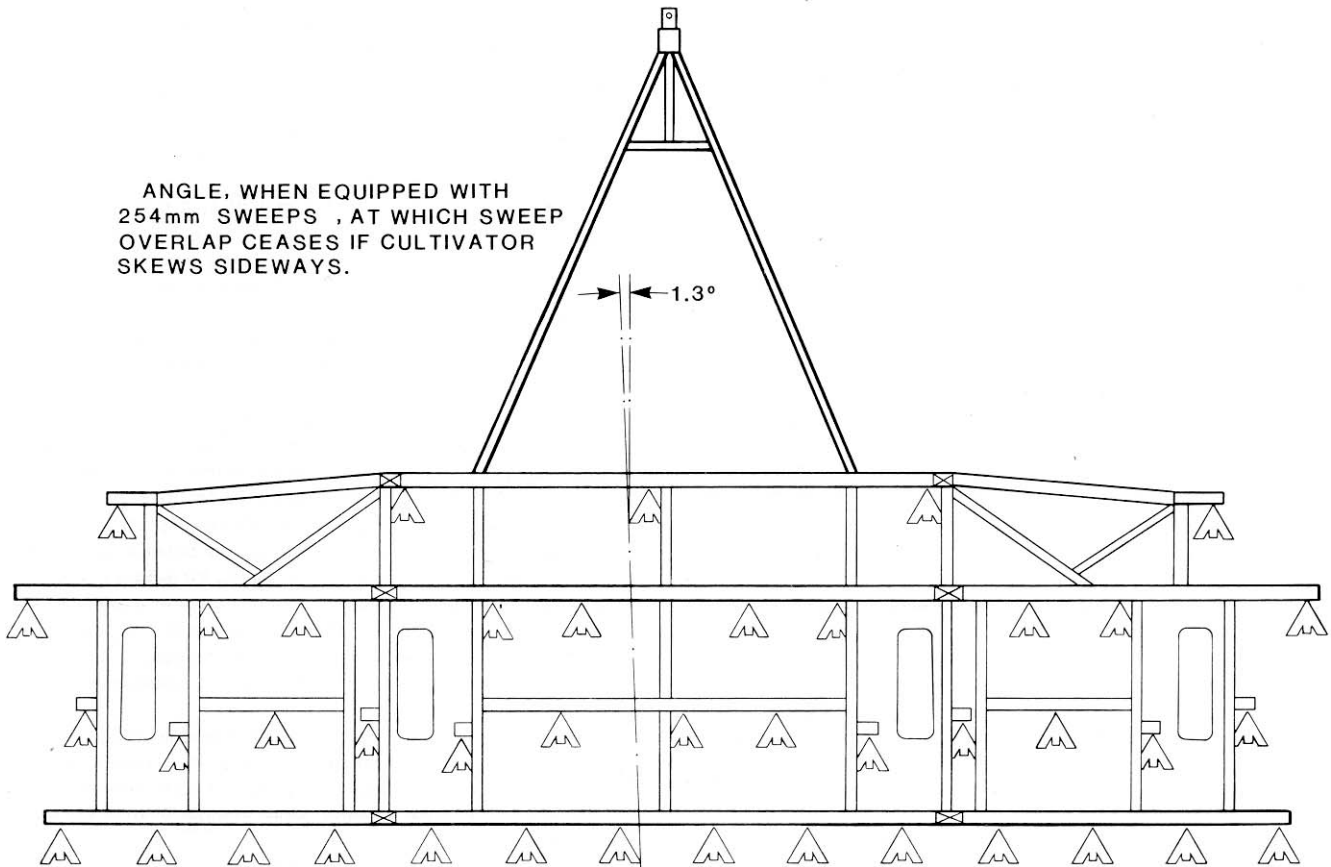 ANGLE, WHEN EQUIPPED WITH
254mm SWEEPS , AT WHICH SWEEP
OVERLAP CEASES IF CULTIVATOR
SKEWS SIDEWAYS.
1.3°